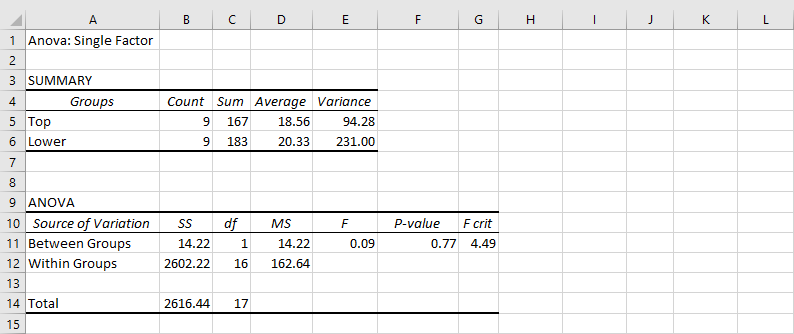 A B C D E F G H I J K L
1 Anova: Single Factor
2
3 SUMMARY
4 Groups Count Sum Average Variance
5 Top 9 167 18.56 94.28
6 Lower 9 183 20.33 231.00
7
8
9 ANOVA
10 Source of Variation SS df MS F P-value F crit
11 Between Groups 14.22 1 14.22 0.09 0.77 4.49
12 Within Groups 2602.22 16 162.64
13
14 Total 2616.44 17
15